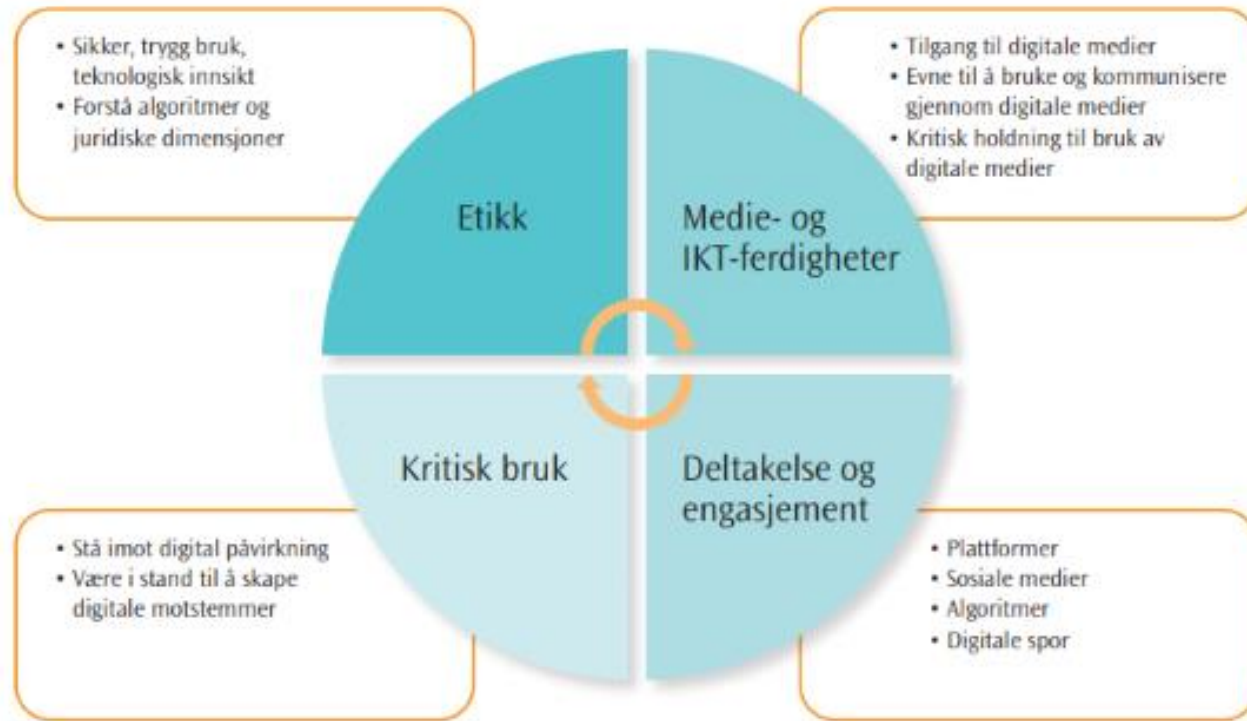 • Sikker, trygg bruk,
teknologisk innsikt
• Forstå algoritmer og
juridiske dimensjoner
• Tilgang til digitale medier
• Evne til å bruke og kommunisere
gjennom digitale medier
• Kritisk holdning til bruk av
digitale medier
Etikk
Medie- og
IKT-ferdigheter
Kritisk bruk
Deltakelse og
engasjement
• Stå imot digital påvirkning
• Være i stand til å skape
digitale motstemmer
• Plattformer
• Sosiale medier
• Algoritmer
• Digitale spor